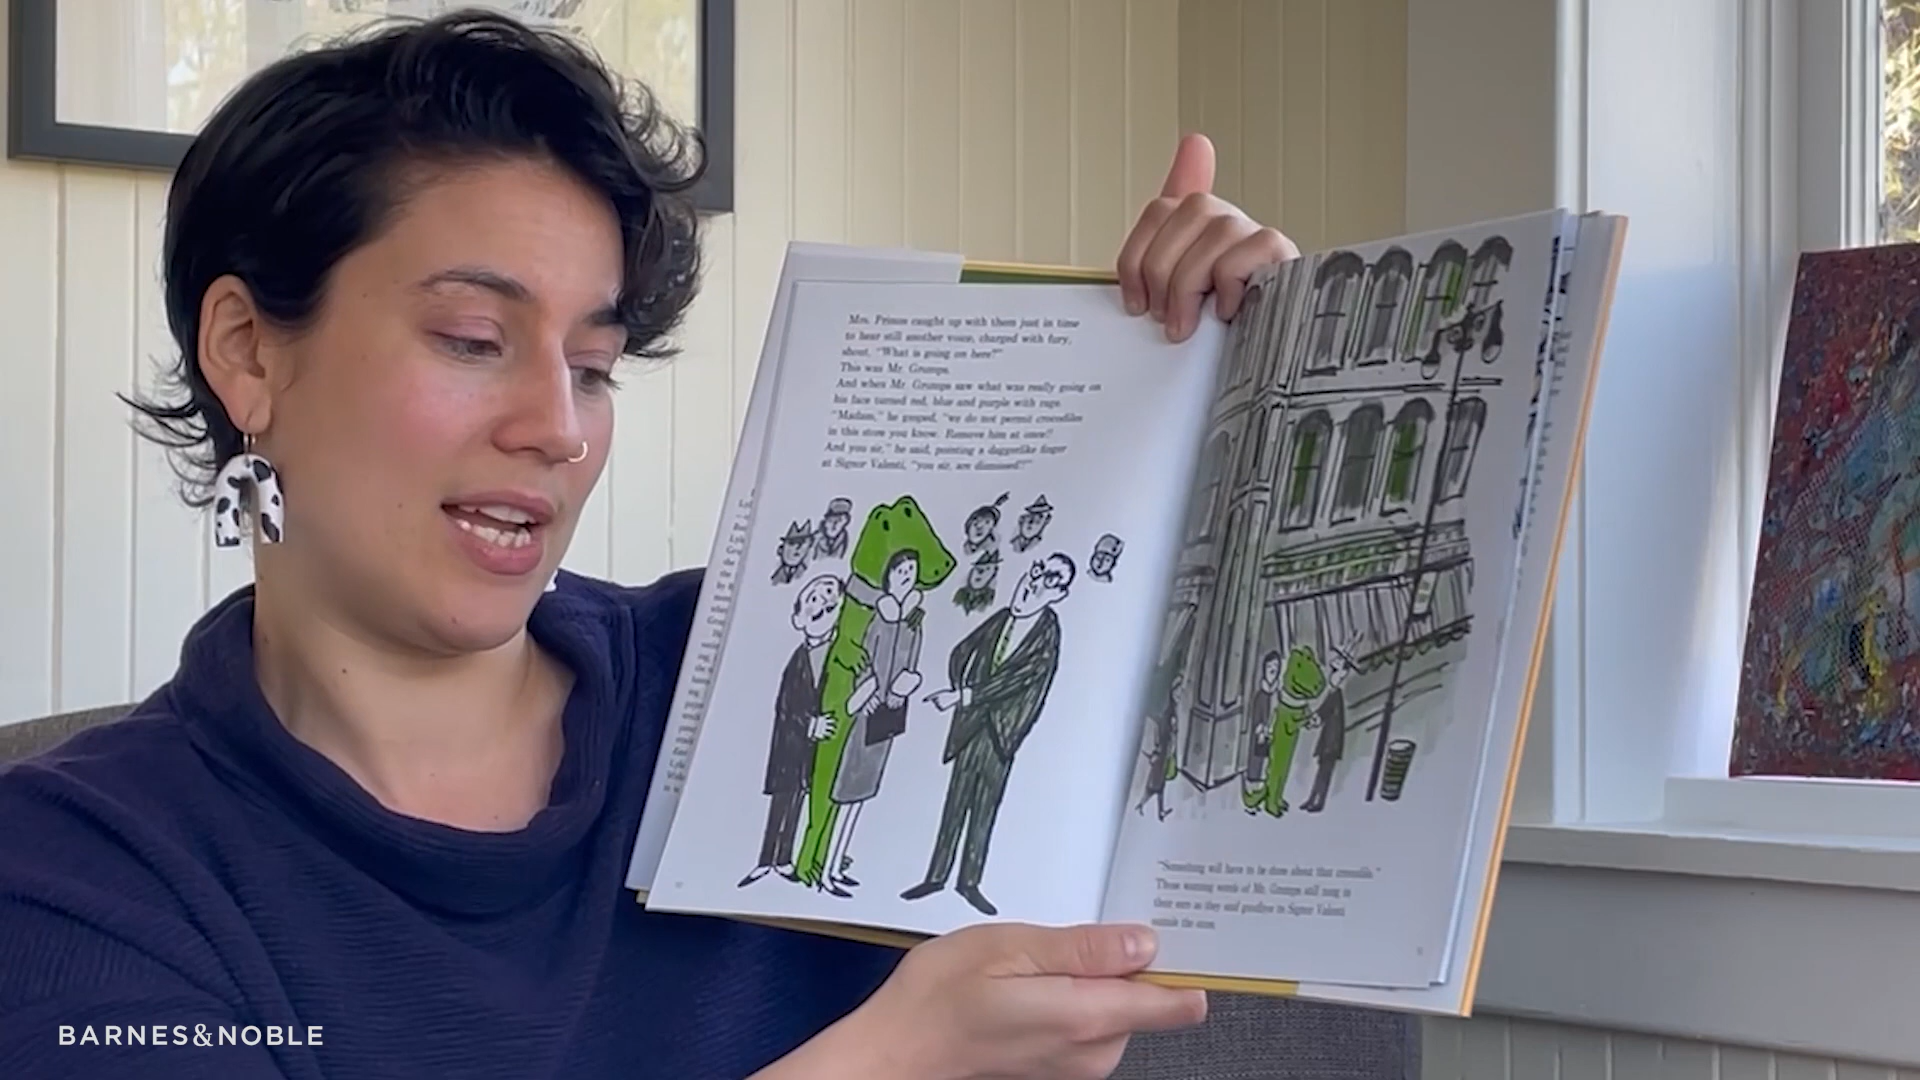 Mrs. Primm caught up with them just in time
to hear still another voice, charged with fury,
shout, "What is going on here?"
This was Mr. Grumps.
And when Mr. Grumps saw what was really going on
his face turned red, blue and purple with rage.
"Madam," he gasped, "we do not permit crocodiles
in this store you know. Remove him at once!"
And you sir," he said, pointing a daggerlike finger
at Signor Valenti, "you sir, are dismissed!"
"Something will have to be done about that crocodile."
Those warning words of Mr. Grumps still rang in
their ears as they said goodbye to Signor Valenti
outside the store.
BARNES&NOBLE